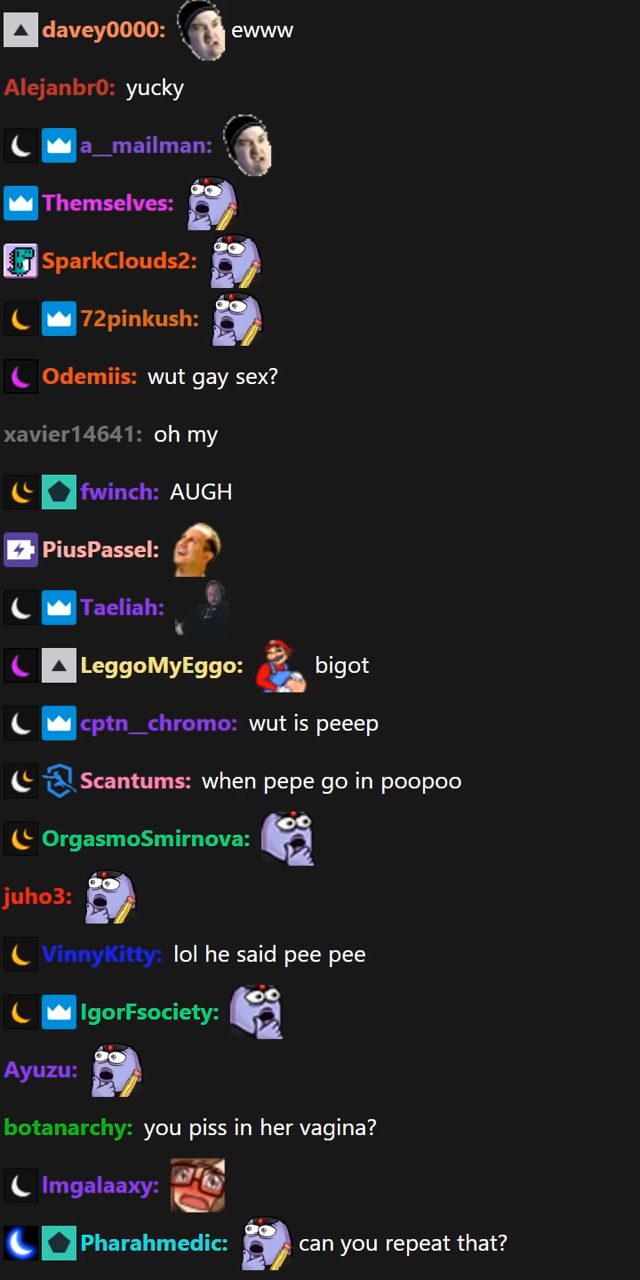 davey0000: ewww
Alejanbr0: yucky
a__mailman:
Themselves:
SparkClouds2:
72pinkush:
Odemiis: wut gay sex?
xavier14641: oh my
fwinch: AUGH
PiusPassel:
Taeliah:
LeggoMyEggo: bigot
cptn__chromo: wut is peeep
Scantums: when pepe go in poopoo
OrgasmoSmirnova:
juho3:
VinnyKitty: lol he said pee pee
IgorFsociety:
Ayuzu:
botanarchy: you piss in her vagina?
lmgalaaxy:
Pharahmedic: can you repeat that?